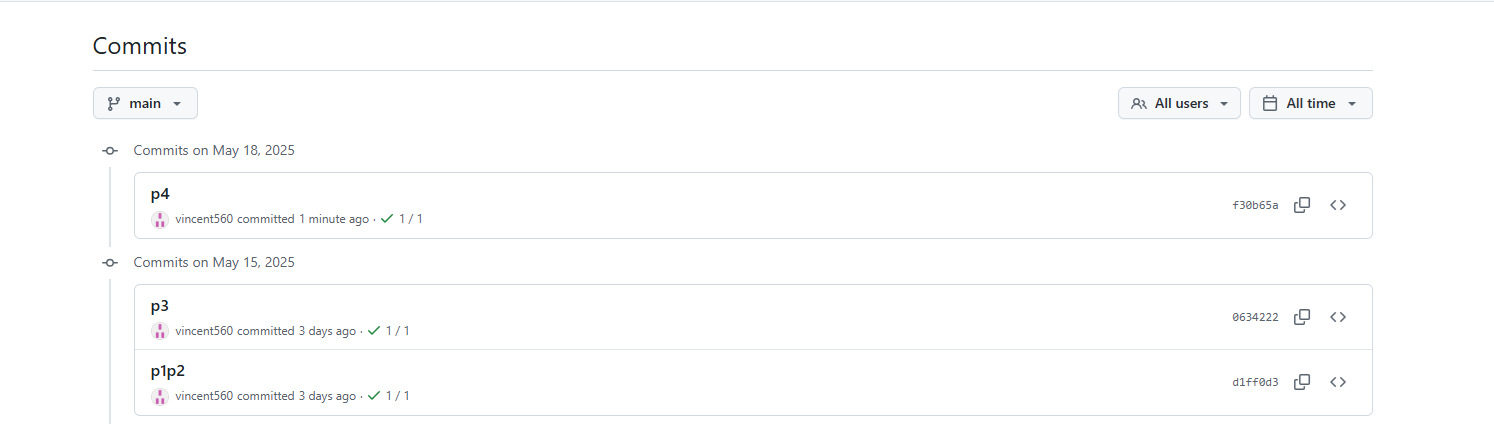 Commits
main
All users
All time
Commits on May 18, 2025
p4
vincent560 committed 1 minute ago · 1 / 1
f30b65a
Commits on May 15, 2025
p3
vincent560 committed 3 days ago · 1 / 1
0634222
p1p2
vincent560 committed 3 days ago · 1 / 1
d1ff0d3